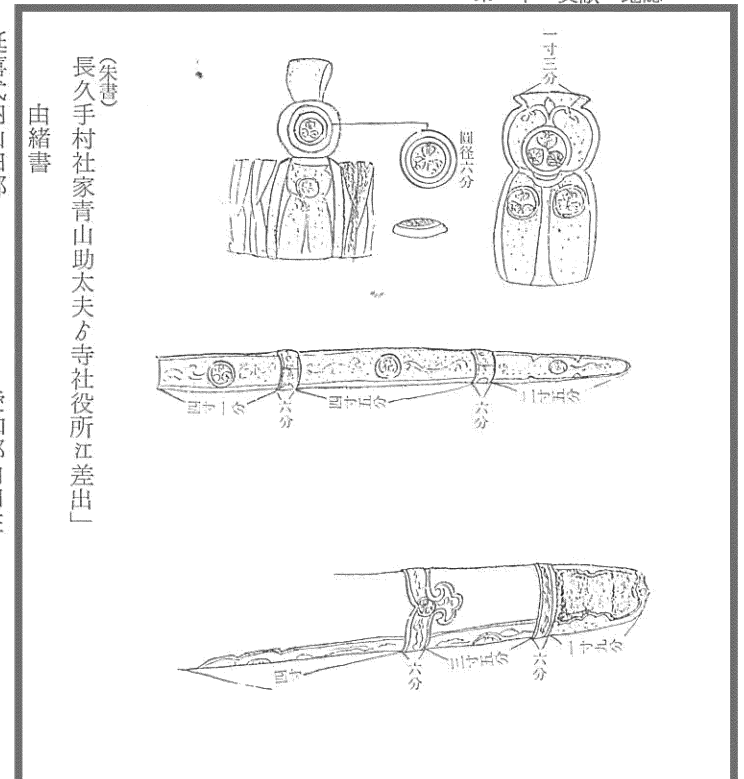 一寸三分
圓径六分
四寸一分
六分
四寸五分
六分
二寸五分
四寸
六分
三寸五分
六分
一寸九分
(朱書)
長久手村社家青山助太夫ゟ寺社役所江差出」
由緒書